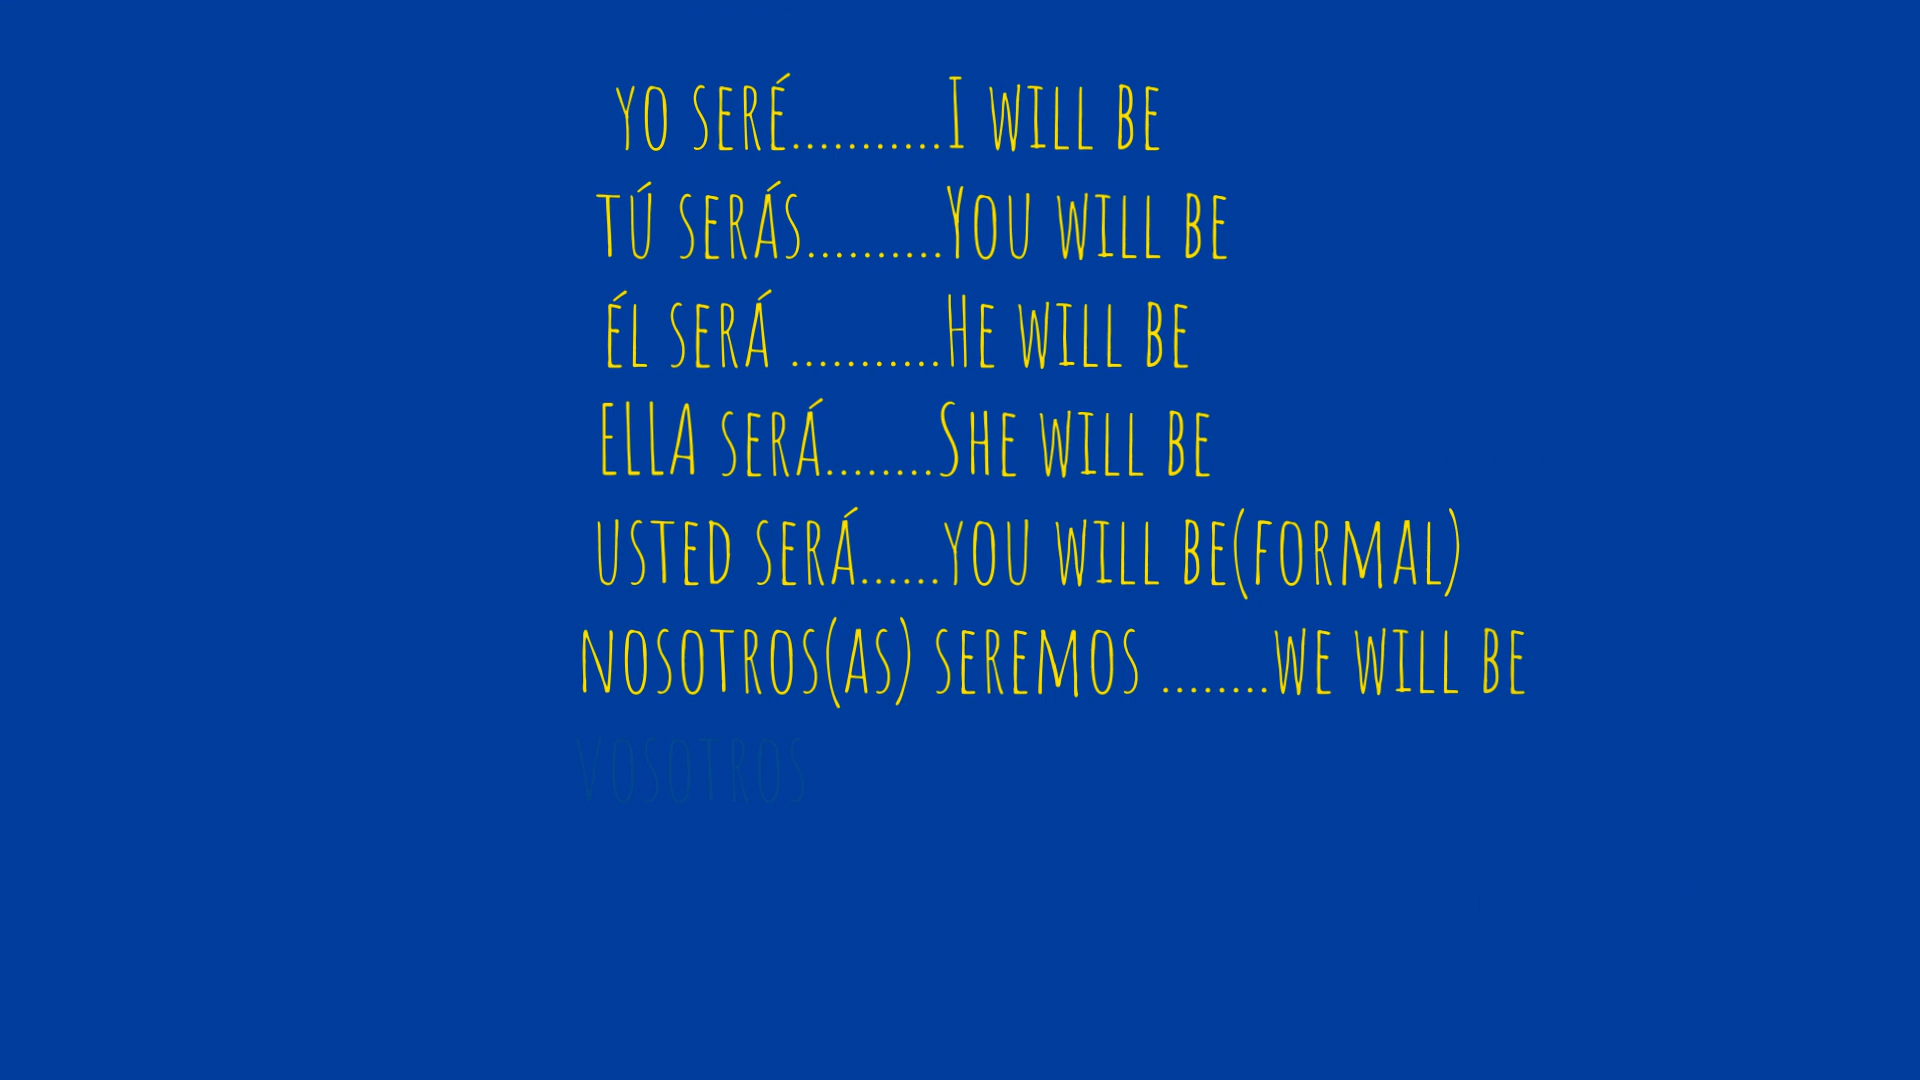 yo seré...........I will be
tú serás..........You will be
él será ...........He will be
Ella será........She will be
usted será......you will be(formal)
nosotros(as) seremos ........we will be
vosotros